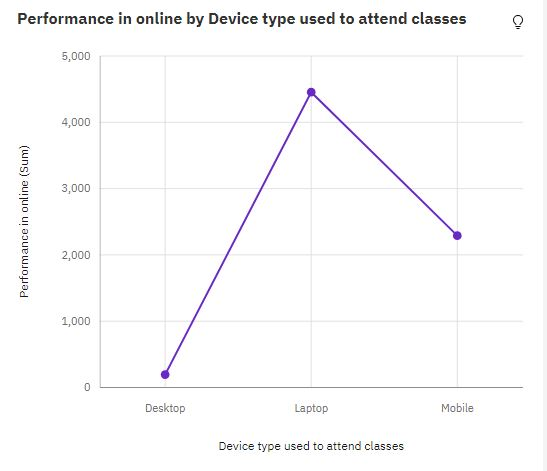 Performance in online by Device type used to attend classes
5,000
4,000
3,000
2,000
1,000
0
Performance in online (Sum)
Desktop Laptop Mobile
Device type used to attend classes